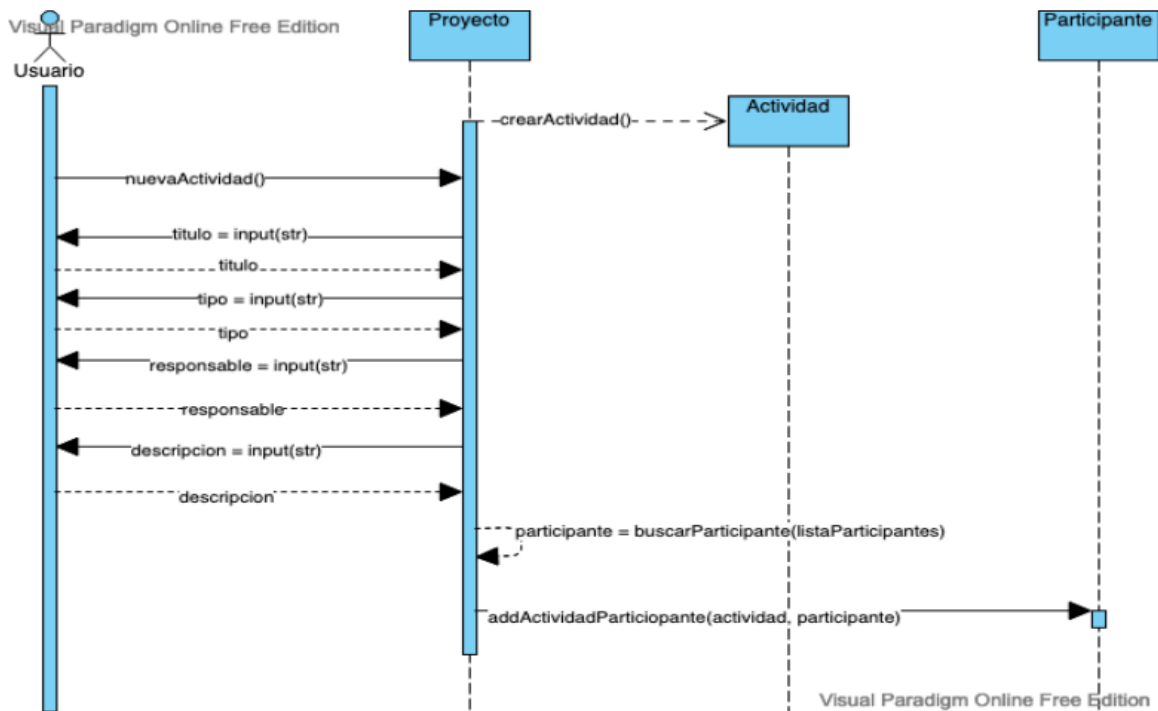 Visual Paradigm Online Free Edition
Usuario
Proyecto
Participante
Actividad
crearActividad()
nuevaActividad()
titulo = input(str)
titulo
tipo = input(str)
tipo
responsable = input(str)
responsable
descripcion = input(str)
descripcion
participante = buscarParticipante(listaParticipantes)
addActividadParticiopante(actividad, participante)
Visual Paradigm Online Free Edition